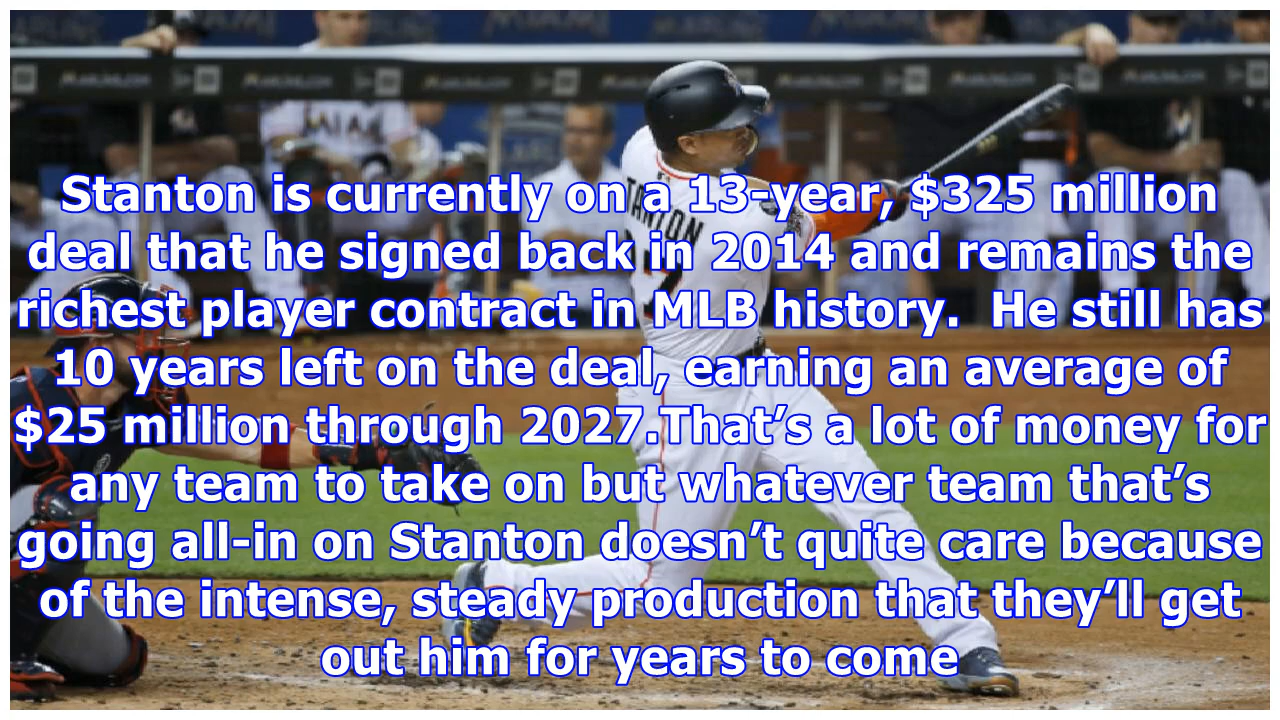 MIAMI
STANTON
Stanton is currently on a 13-year, $325 million
deal that he signed back in 2014 and remains the
richest player contract in MLB history.  He still has
10 years left on the deal, earning an average of
$25 million through 2027.That’s a lot of money for
any team to take on but whatever team that’s
going all-in on Stanton doesn’t quite care because
of the intense, steady production that they’ll get
out him for years to come